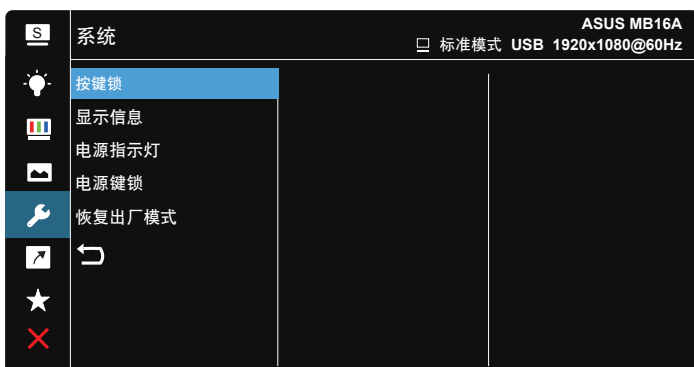 S
系统
ASUS MB16A
标准模式 USB 1920x1080@60Hz
按键锁
显示信息
电源指示灯
电源键锁
恢复出厂模式